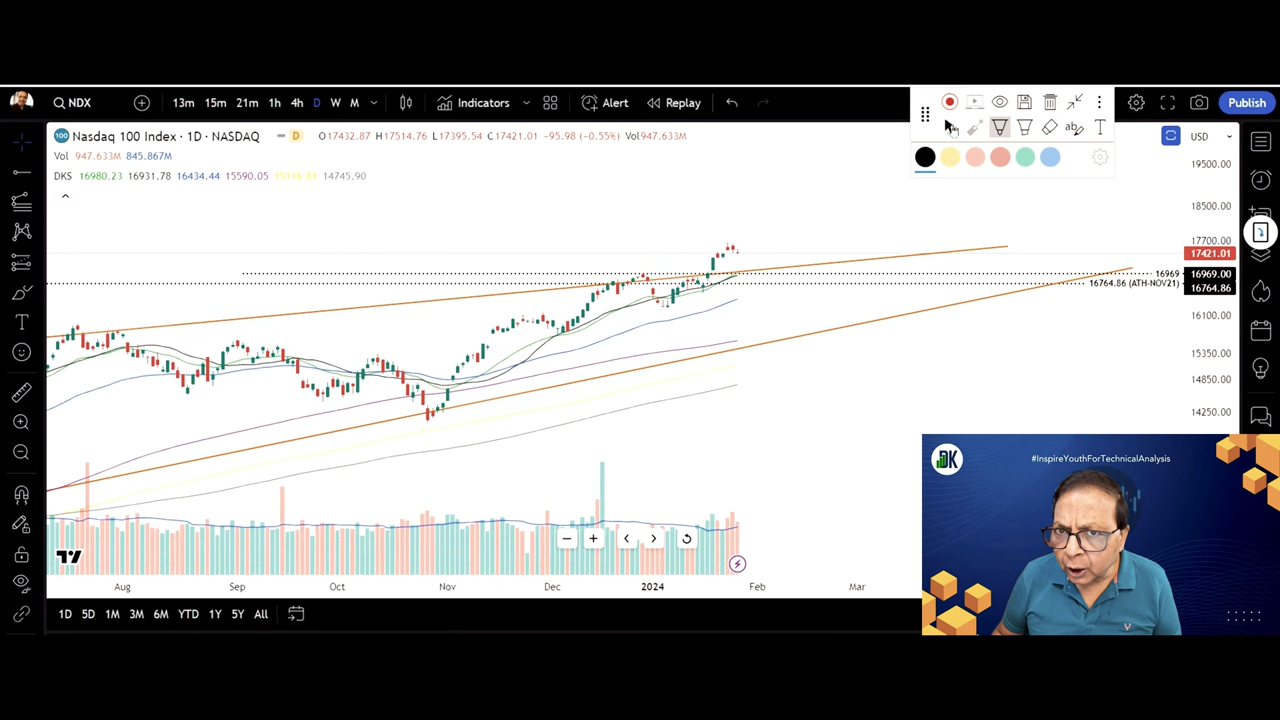 NDX 13m 15m 21m 1h 4h D W M Indicators Alert Replay Publish
Nasdaq 100 Index · 1D · NASDAQ D O17432.87 H17514.76 L17395.54 C17421.01 -95.98 (-0.55%) Vol947.633M
Vol 947.633M 845.867M
DKS 16980.23 16931.78 16434.44 15590.05 14745.90
USD
19500.00
18500.00
17700.00
17421.01
16969 16969.00
16764.86 (ATH-NOV21) 16764.86
16100.00
15350.00
14850.00
14250.00
DK #InspireYouthForTechnicalAnalysis
Aug Sep Oct Nov Dec 2024 Feb Mar
1D 5D 1M 3M 6M YTD 1Y 5Y All